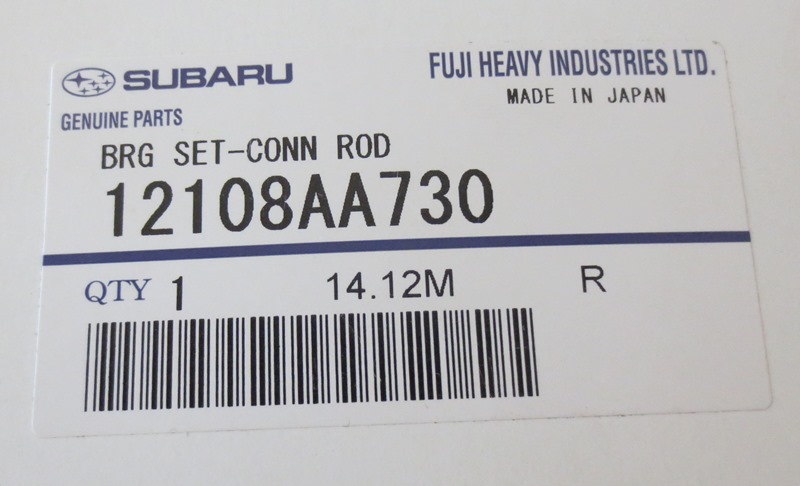 SUBARU
FUJI HEAVY INDUSTRIES LTD.
MADE IN JAPAN
GENUINE PARTS
BRG SET-CONN ROD
12108AA730
QTY 1 14.12M R